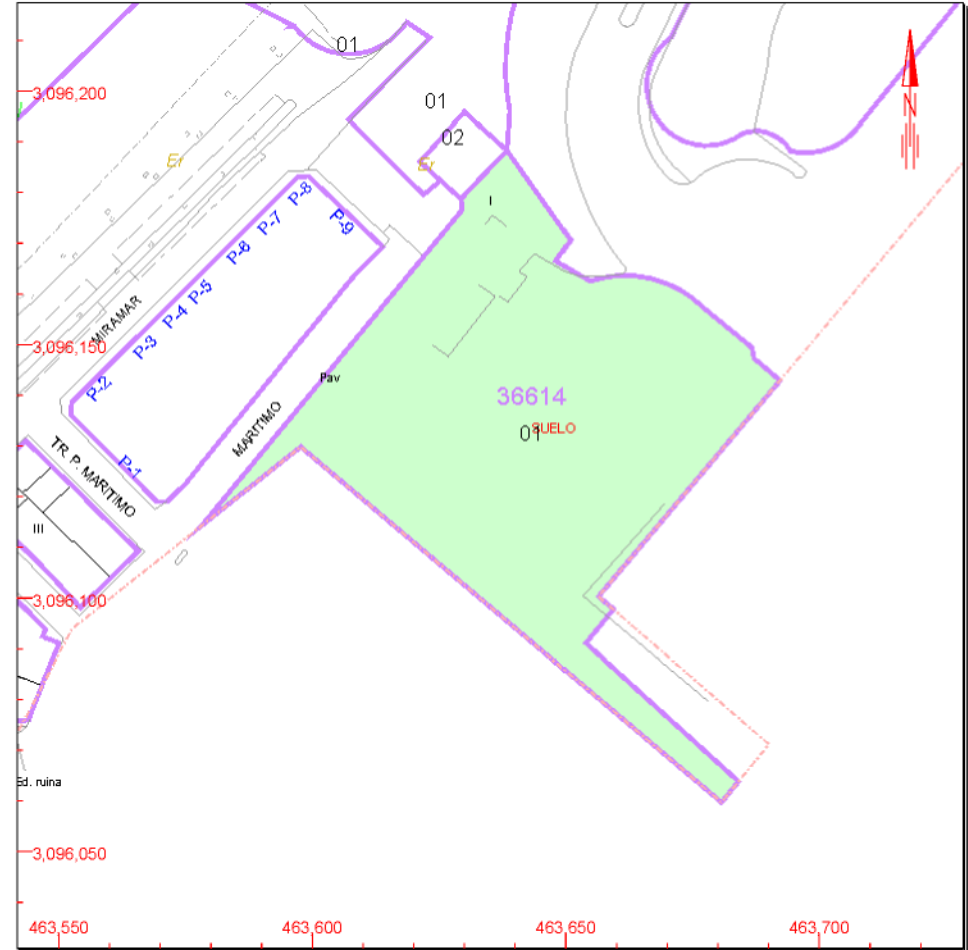 01
3,096,200
01
N
02
Er
Er
P-8
P-9
I
P-7
P-6
P-5
P-4
MIRAMAR
P-3
3,096,150
P-2
Pav
36614
MARITIMO
01
SUELO
P-1
TR. P. MARITIMO
III
3,096,100
Ed. ruina
3,096,050
463,550
463,600
463,650
463,700